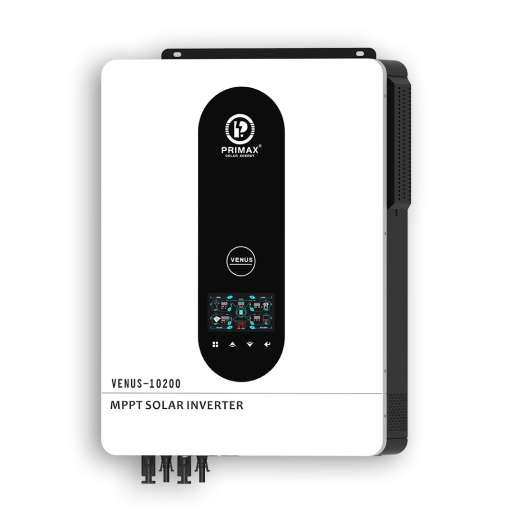 PRIMAX®
SOLAR ENERGY
VENUS
VENUS-10200
MPPT SOLAR INVERTER